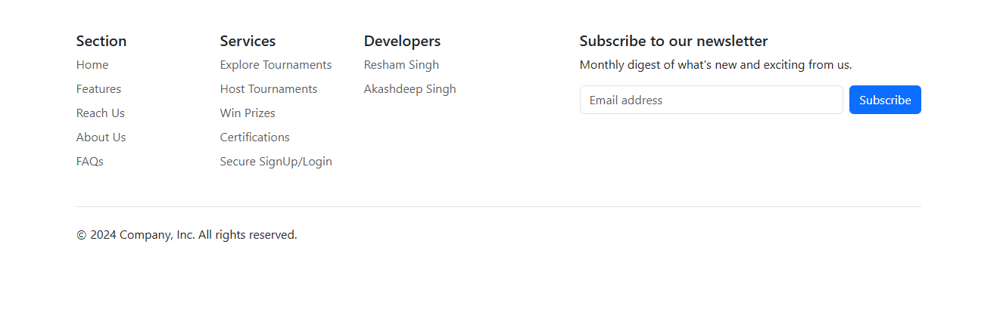 Section
Home
Features
Reach Us
About Us
FAQs
Services
Explore Tournaments
Host Tournaments
Win Prizes
Certifications
Secure SignUp/Login
Developers
Resham Singh
Akashdeep Singh
Subscribe to our newsletter
Monthly digest of what's new and exciting from us.
Email address
Subscribe
© 2024 Company, Inc. All rights reserved.